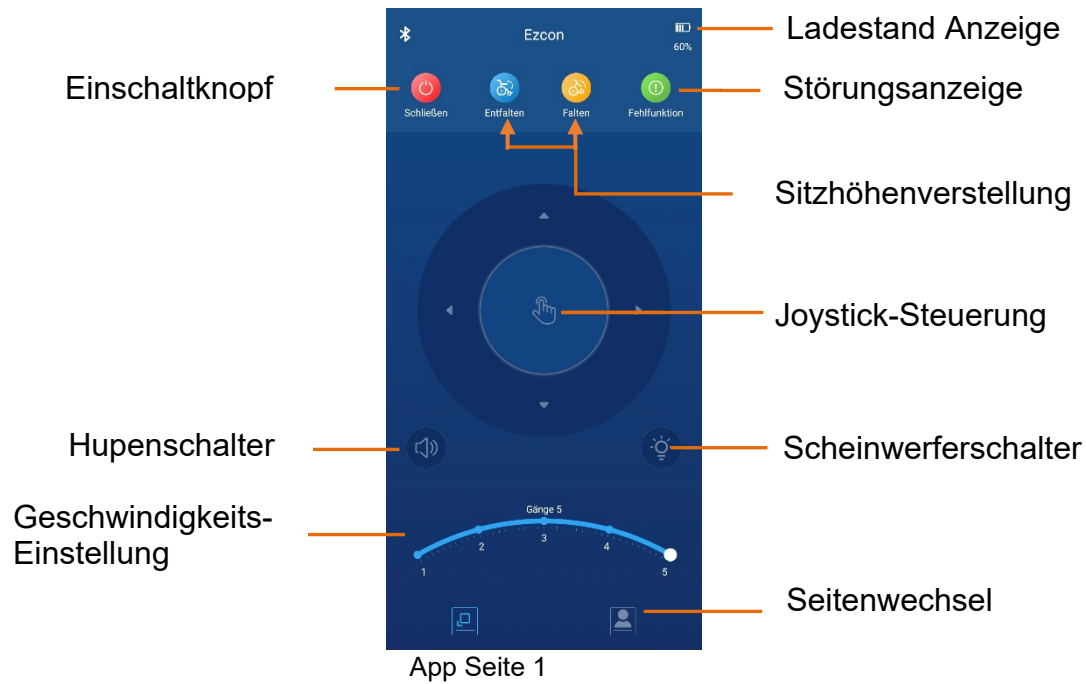 Ezcon
60%
Ladestand Anzeige
Einschaltknopf
Störungsanzeige
Schließen
Entfalten
Falten
Fehlfunktion
Sitzhöhenverstellung
Joystick-Steuerung
Hupenschalter
Scheinwerferschalter
Geschwindigkeits-
Einstellung
Gänge 5
1
2
3
4
5
Seitenwechsel
App Seite 1